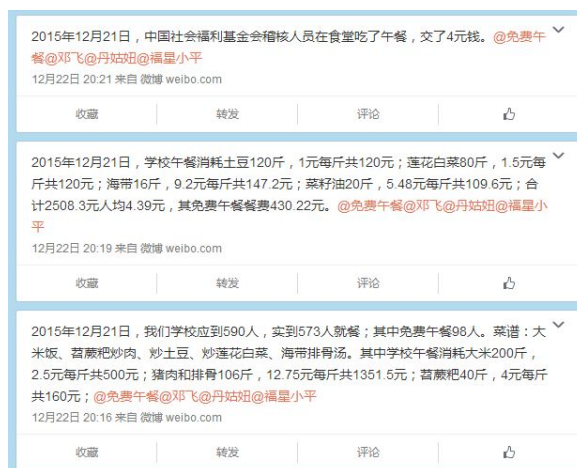 2015年12月21日，中国社会福利基金会稽核人员在食堂吃了午餐，交了4元钱。@免费午
餐@邓飞@丹姑妞@福星小平
12月22日 20:21 来自 微博 weibo.com
收藏 转发 评论
2015年12月21日，学校午餐消耗土豆120斤，1元每斤共120元；莲花白菜80斤，1.5元每
斤共120元；海带16斤，9.2元每斤共147.2元；菜籽油20斤，5.48元每斤共109.6元；合
计2508.3元人均4.39元，其免费午餐餐费430.22元。@免费午餐@邓飞@丹姑妞@福星小
平
12月22日 20:19 来自 微博 weibo.com
收藏 转发 评论
2015年12月21日，我们学校应到590人，实到573人就餐；其中免费午餐98人。菜谱：大
米饭、苕蕨粑炒肉、炒土豆、炒莲花白菜、海带排骨汤。其中学校午餐消耗大米200斤，
2.5元每斤共500元；猪肉和排骨106斤，12.75元每斤共1351.5元；苕蕨粑40斤，4元每斤
共160元；@免费午餐@邓飞@丹姑妞@福星小平
12月22日 20:16 来自 微博 weibo.com
收藏 转发 评论